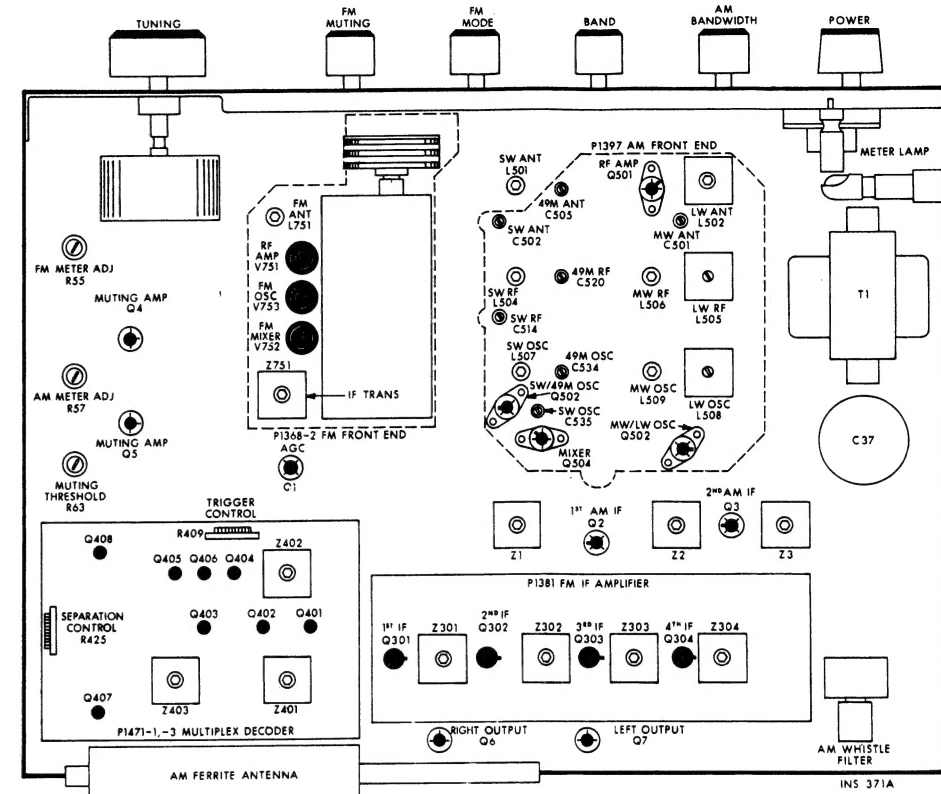 TUNING
FM
MUTING
FM
MODE
BAND
AM
BANDWIDTH
POWER
P1397 AM FRONT END
METER LAMP
SW ANT
L501
RF AMP
Q501
49M ANT
C505
LW ANT
L502
SW ANT
C502
MW ANT
C501
FM
ANT
L751
RF
AMP
V751
FM
OSC
V753
FM
MIXER
V752
Z751
IF TRANS
P1368-2 FM FRONT END
FM METER ADJ
R55
MUTING AMP
Q4
AM METER ADJ
R57
MUTING AMP
Q5
MUTING
THRESHOLD
R63
AGC
Q1
SW RF
L504
49M RF
C520
MW RF
L506
LW RF
L505
SW RF
C514
SW OSC
L507
49M OSC
C534
SW/49M OSC
Q502
MW OSC
L509
LW OSC
L508
SW OSC
C535
MW/LW OSC
Q502
MIXER
Q504
T1
C37
Z1
1ST AM IF
Q2
Z2
2ND AM IF
Q3
Z3
TRIGGER
CONTROL
R409
Q408
Q405
Q406
Q404
Z402
SEPARATION
CONTROL
R425
Q403
Q402
Q401
Z403
Z401
Q407
P1471-1,-3 MULTIPLEX DECODER
P1381 FM IF AMPLIFIER
1ST IF
Q301
Z301
2ND IF
Q302
Z302
3RD IF
Q303
Z303
4TH IF
Q304
Z304
RIGHT OUTPUT
Q6
LEFT OUTPUT
Q7
AM WHISTLE
FILTER
AM FERRITE ANTENNA
INS 371A